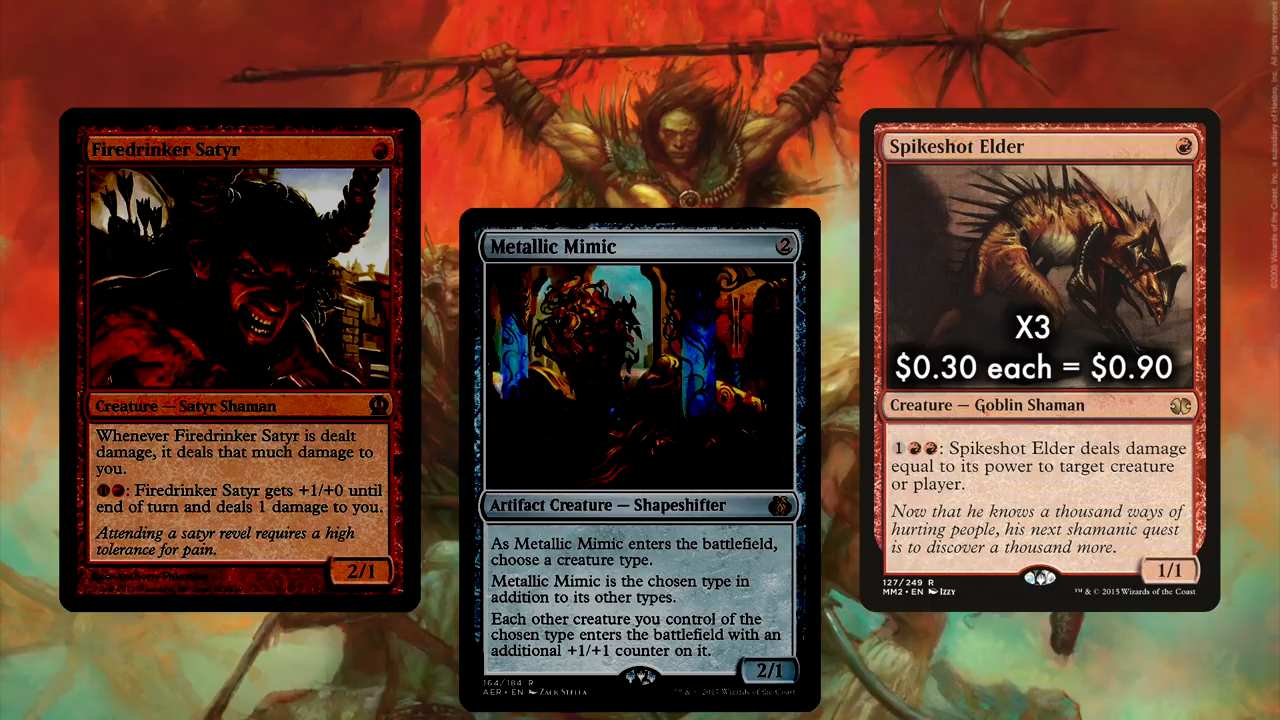 Firedrinker Satyr
Creature — Satyr Shaman
Whenever Firedrinker Satyr is dealt
damage, it deals that much damage to
you.
: Firedrinker Satyr gets +1/+0 until
end of turn and deals 1 damage to you.
Attending a satyr revel requires a high
tolerance for pain.
2/1
Metallic Mimic
2
Artifact Creature — Shapeshifter
As Metallic Mimic enters the battlefield,
choose a creature type.
Metallic Mimic is the chosen type in
addition to its other types.
Each other creature you control of the
chosen type enters the battlefield with an
additional +1/+1 counter on it.
2/1
164/184 R
AER • EN Zack Stella
™ & © 2017 Wizards of the Coast
Spikeshot Elder
X3
$0.30 each = $0.90
Creature — Goblin Shaman
1 : Spikeshot Elder deals damage
equal to its power to target creature
or player.
Now that he knows a thousand ways of
hurting people, his next shamanic quest
is to discover a thousand more.
1/1
127/249 R
MM2 • EN Izzy
™ & © 2015 Wizards of the Coast